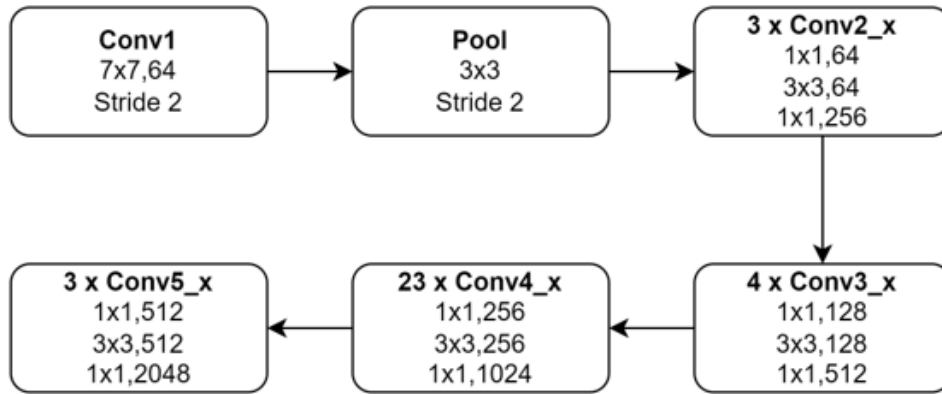 Conv1
7x7,64
Stride 2
Pool
3x3
Stride 2
3 x Conv2_x
1x1,64
3x3,64
1x1,256
4 x Conv3_x
1x1,128
3x3,128
1x1,512
23 x Conv4_x
1x1,256
3x3,256
1x1,1024
3 x Conv5_x
1x1,512
3x3,512
1x1,2048